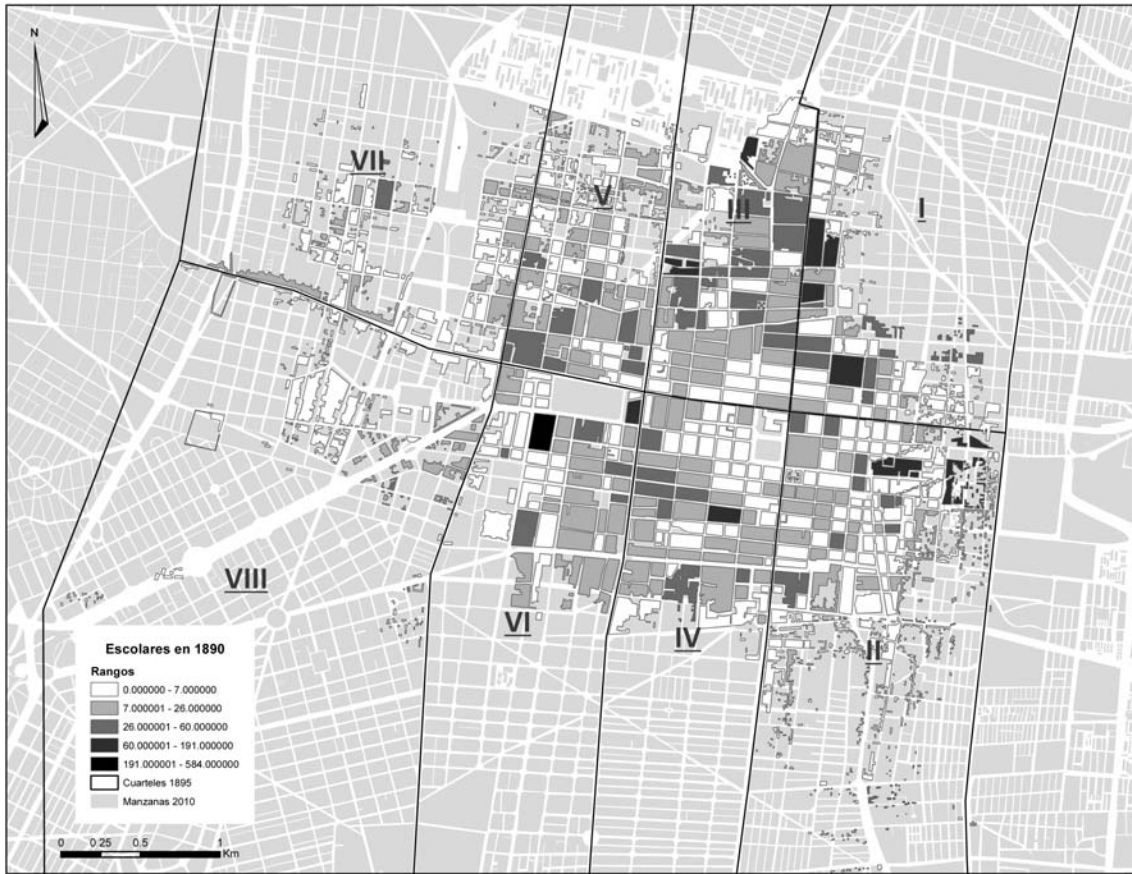 N
VII
V
III
I
VIII
VI
IV
II
Escolares en 1890
Rangos
0.000000 - 7.000000
7.000001 - 26.000000
26.000001 - 60.000000
60.000001 - 191.000000
191.000001 - 584.000000
Cuarteles 1895
Manzanas 2010
0 0.25 0.5 1
Km